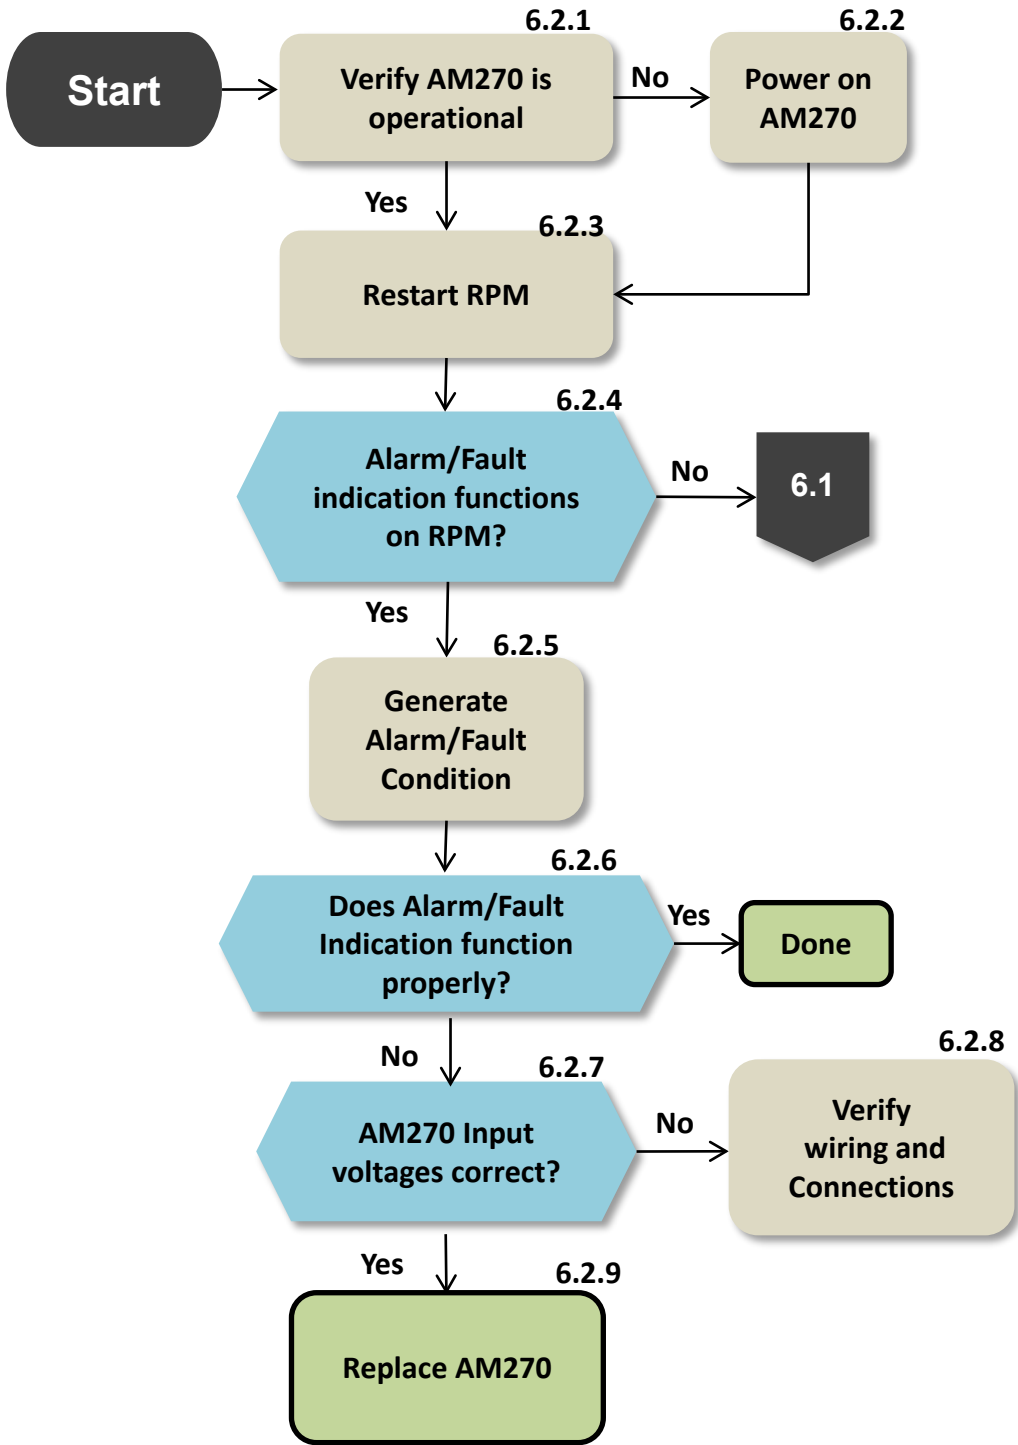 6.2.1
6.2.2
Start
Verify AM270 is
operational
No
Power on
AM270
Yes
6.2.3
Restart RPM
6.2.4
Alarm/Fault
indication functions
on RPM?
No
6.1
Yes
6.2.5
Generate
Alarm/Fault
Condition
6.2.6
Does Alarm/Fault
Indication function
properly?
Yes
Done
No
6.2.7
6.2.8
AM270 Input
voltages correct?
No
Verify
wiring and
Connections
Yes
6.2.9
Replace AM270